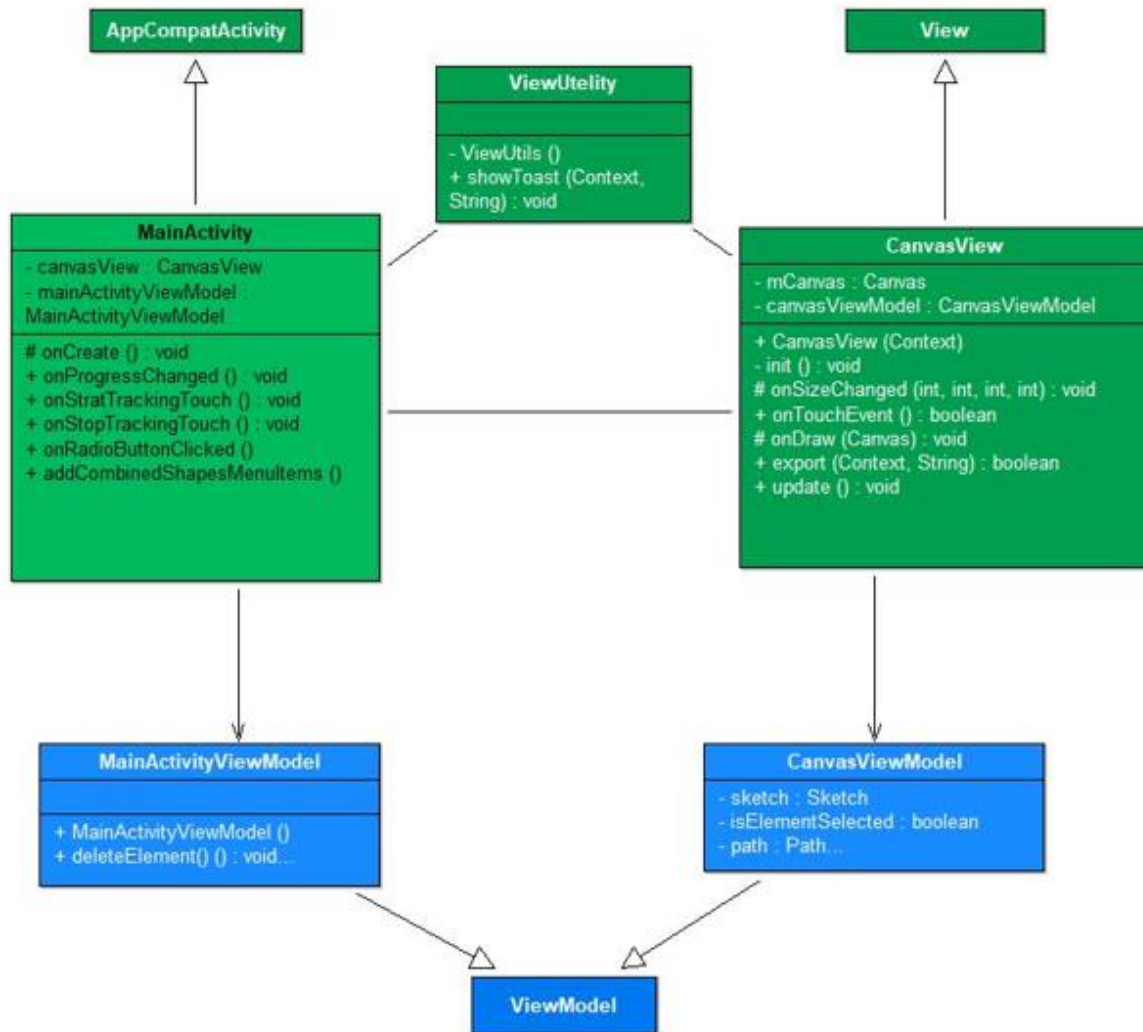 AppCompatActivity
View
ViewUtelity
- ViewUtils ()
+ showToast (Context,
String) : void
MainActivity
- canvasView : CanvasView
- mainActivityViewModel :
MainActivityViewModel
# onCreate () : void
+ onProgressChanged () : void
+ onStratTrackingTouch () : void
+ onStopTrackingTouch () : void
+ onRadioButtonClicked ()
+ addCombinedShapesMenuItems ()
CanvasView
- mCanvas : Canvas
- canvasViewModel : CanvasViewModel
+ CanvasView (Context)
- init () : void
# onSizeChanged (int, int, int, int) : void
+ onTouchEvent () : boolean
# onDraw (Canvas) : void
+ export (Context, String) : boolean
+ update () : void
MainActivityViewModel
+ MainActivityViewModel ()
+ deleteElement() () : void...
CanvasViewModel
- sketch : Sketch
- isElementSelected : boolean
- path : Path...
ViewModel